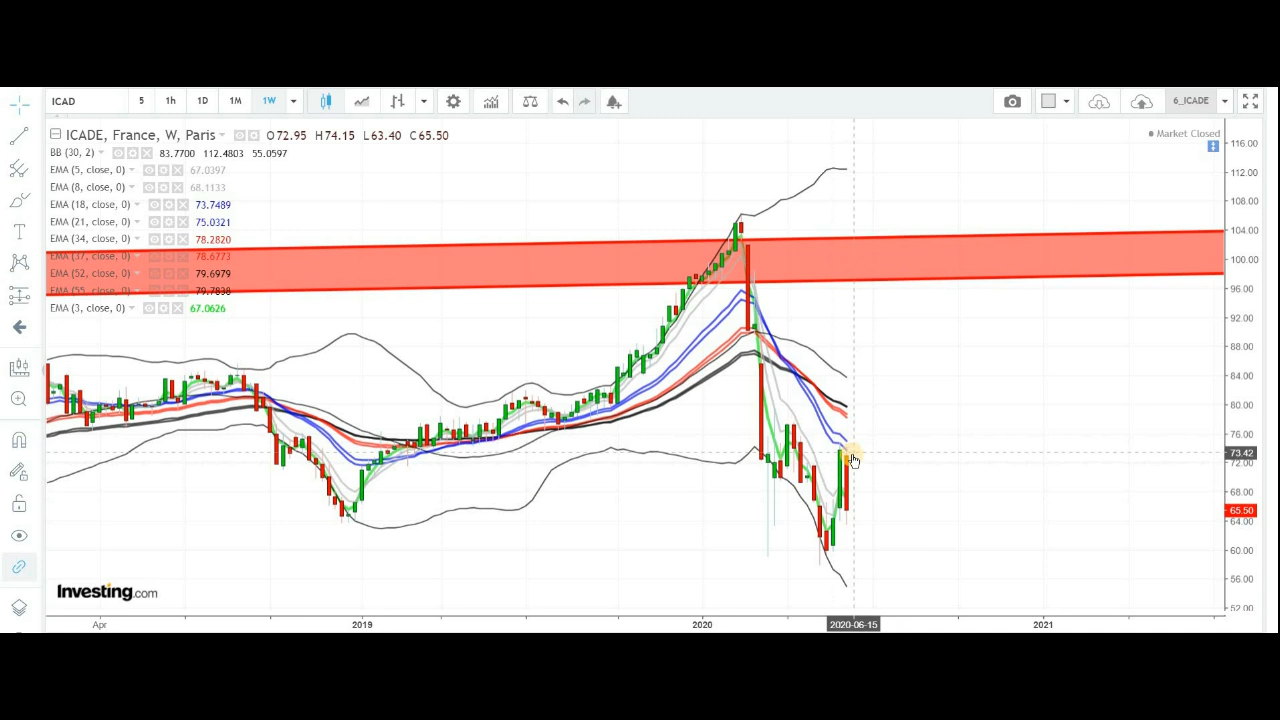 ICAD 5 1h 1D 1M 1W 6_ICADE
ICADE, France, W, Paris O72.95 H74.15 L63.40 C65.50
Market Closed
BB (30, 2) 83.7700 112.4803 55.0597
EMA (5, close, 0) 67.0397
EMA (8, close, 0) 68.1133
EMA (18, close, 0) 73.7489
EMA (21, close, 0) 75.0321
EMA (34, close, 0) 78.2820
EMA (37, close, 0) 78.6773
EMA (52, close, 0) 79.6979
EMA (55, close, 0) 79.7838
EMA (3, close, 0) 67.0626
116.00
112.00
108.00
104.00
100.00
96.00
92.00
88.00
84.00
80.00
76.00
73.42
72.00
68.00
65.50
64.00
60.00
56.00
52.00
Investing.com
Apr 2019 2020 2020-06-15 2021
T